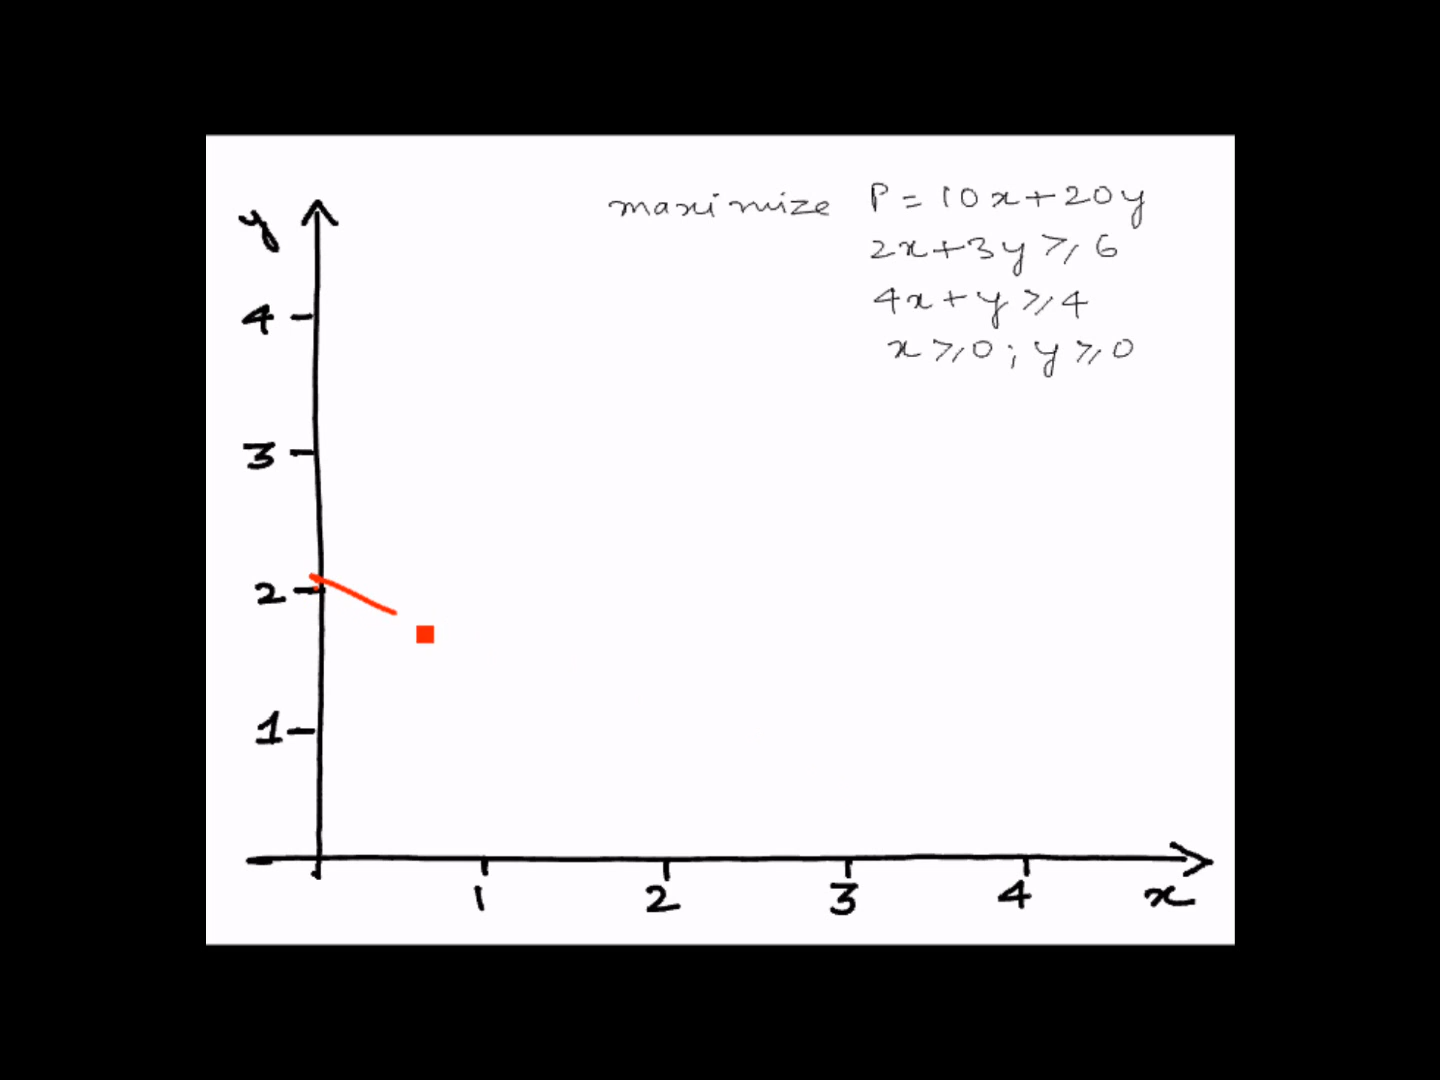 maximize P = 10x+20y
2x+3y ⩾ 6
4x+y ⩾ 4
x ⩾ 0 ; y ⩾ 0
y
4
3
2
1
1 2 3 4 x